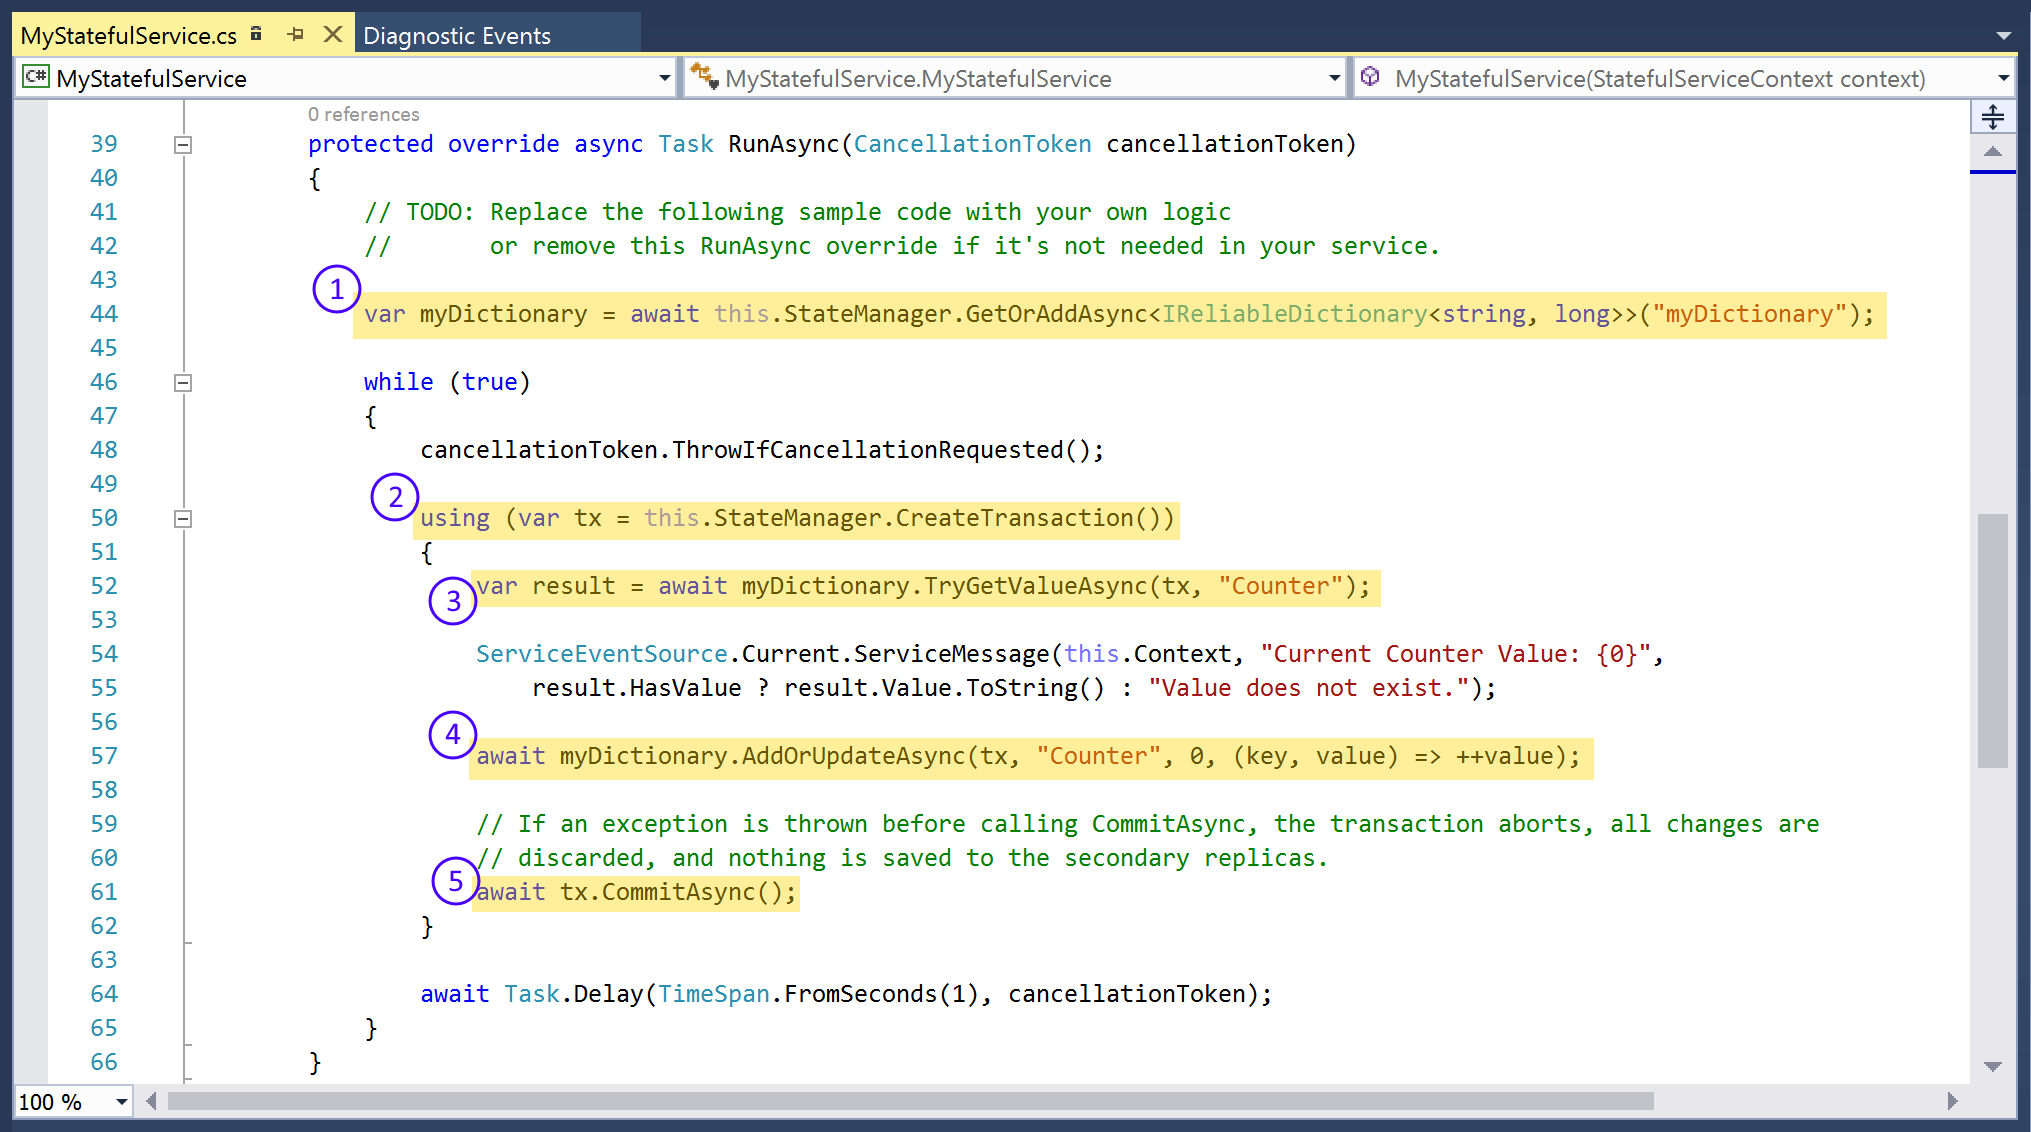 MyStatefulService.cs Diagnostic Events
C# MyStatefulService MyStatefulService.MyStatefulService MyStatefulService(StatefulServiceContext context)
0 references
39 protected override async Task RunAsync(CancellationToken cancellationToken)
40 {
41 // TODO: Replace the following sample code with your own logic
42 //       or remove this RunAsync override if it's not needed in your service.
43
1
44 var myDictionary = await this.StateManager.GetOrAddAsync<IReliableDictionary<string, long>>("myDictionary");
45
46 while (true)
47 {
48 cancellationToken.ThrowIfCancellationRequested();
49
2
50 using (var tx = this.StateManager.CreateTransaction())
51 {
52 var result = await myDictionary.TryGetValueAsync(tx, "Counter");
3
53
54 ServiceEventSource.Current.ServiceMessage(this.Context, "Current Counter Value: {0}",
55 result.HasValue ? result.Value.ToString() : "Value does not exist.");
56
4
57 await myDictionary.AddOrUpdateAsync(tx, "Counter", 0, (key, value) => ++value);
58
59 // If an exception is thrown before calling CommitAsync, the transaction aborts, all changes are
60 // discarded, and nothing is saved to the secondary replicas.
5
61 await tx.CommitAsync();
62 }
63
64 await Task.Delay(TimeSpan.FromSeconds(1), cancellationToken);
65 }
66 }
100 %